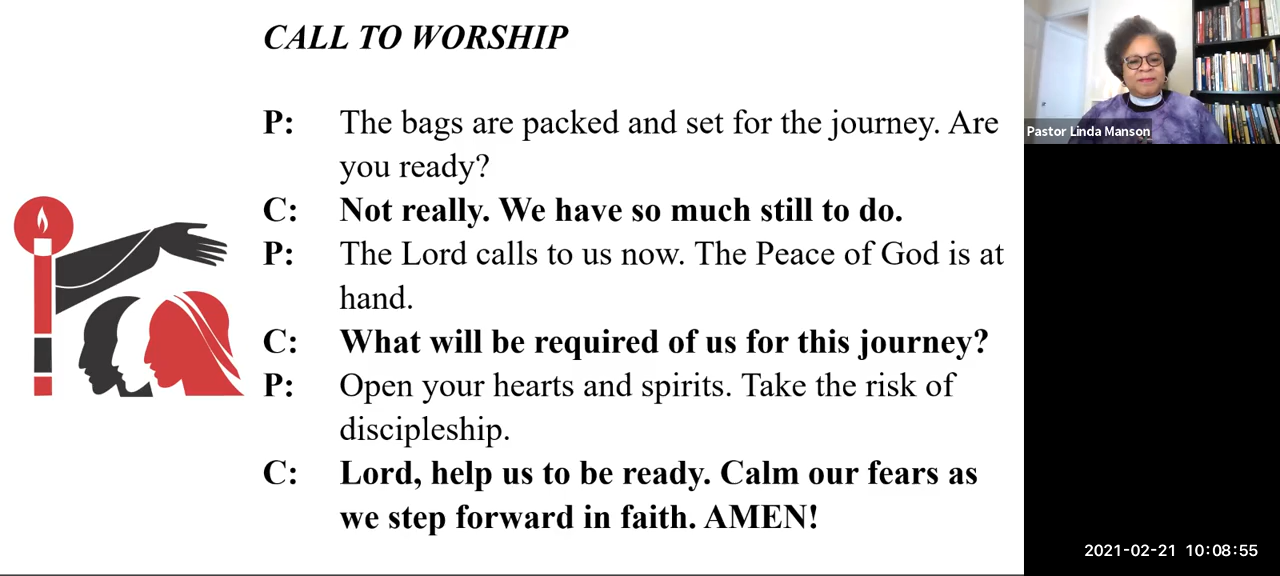 CALL TO WORSHIP
P: The bags are packed and set for the journey. Are
you ready?
C: Not really. We have so much still to do.
P: The Lord calls to us now. The Peace of God is at
hand.
C: What will be required of us for this journey?
P: Open your hearts and spirits. Take the risk of
discipleship.
C: Lord, help us to be ready. Calm our fears as
we step forward in faith. AMEN!
Pastor Linda Manson
2021-02-21 10:08:55